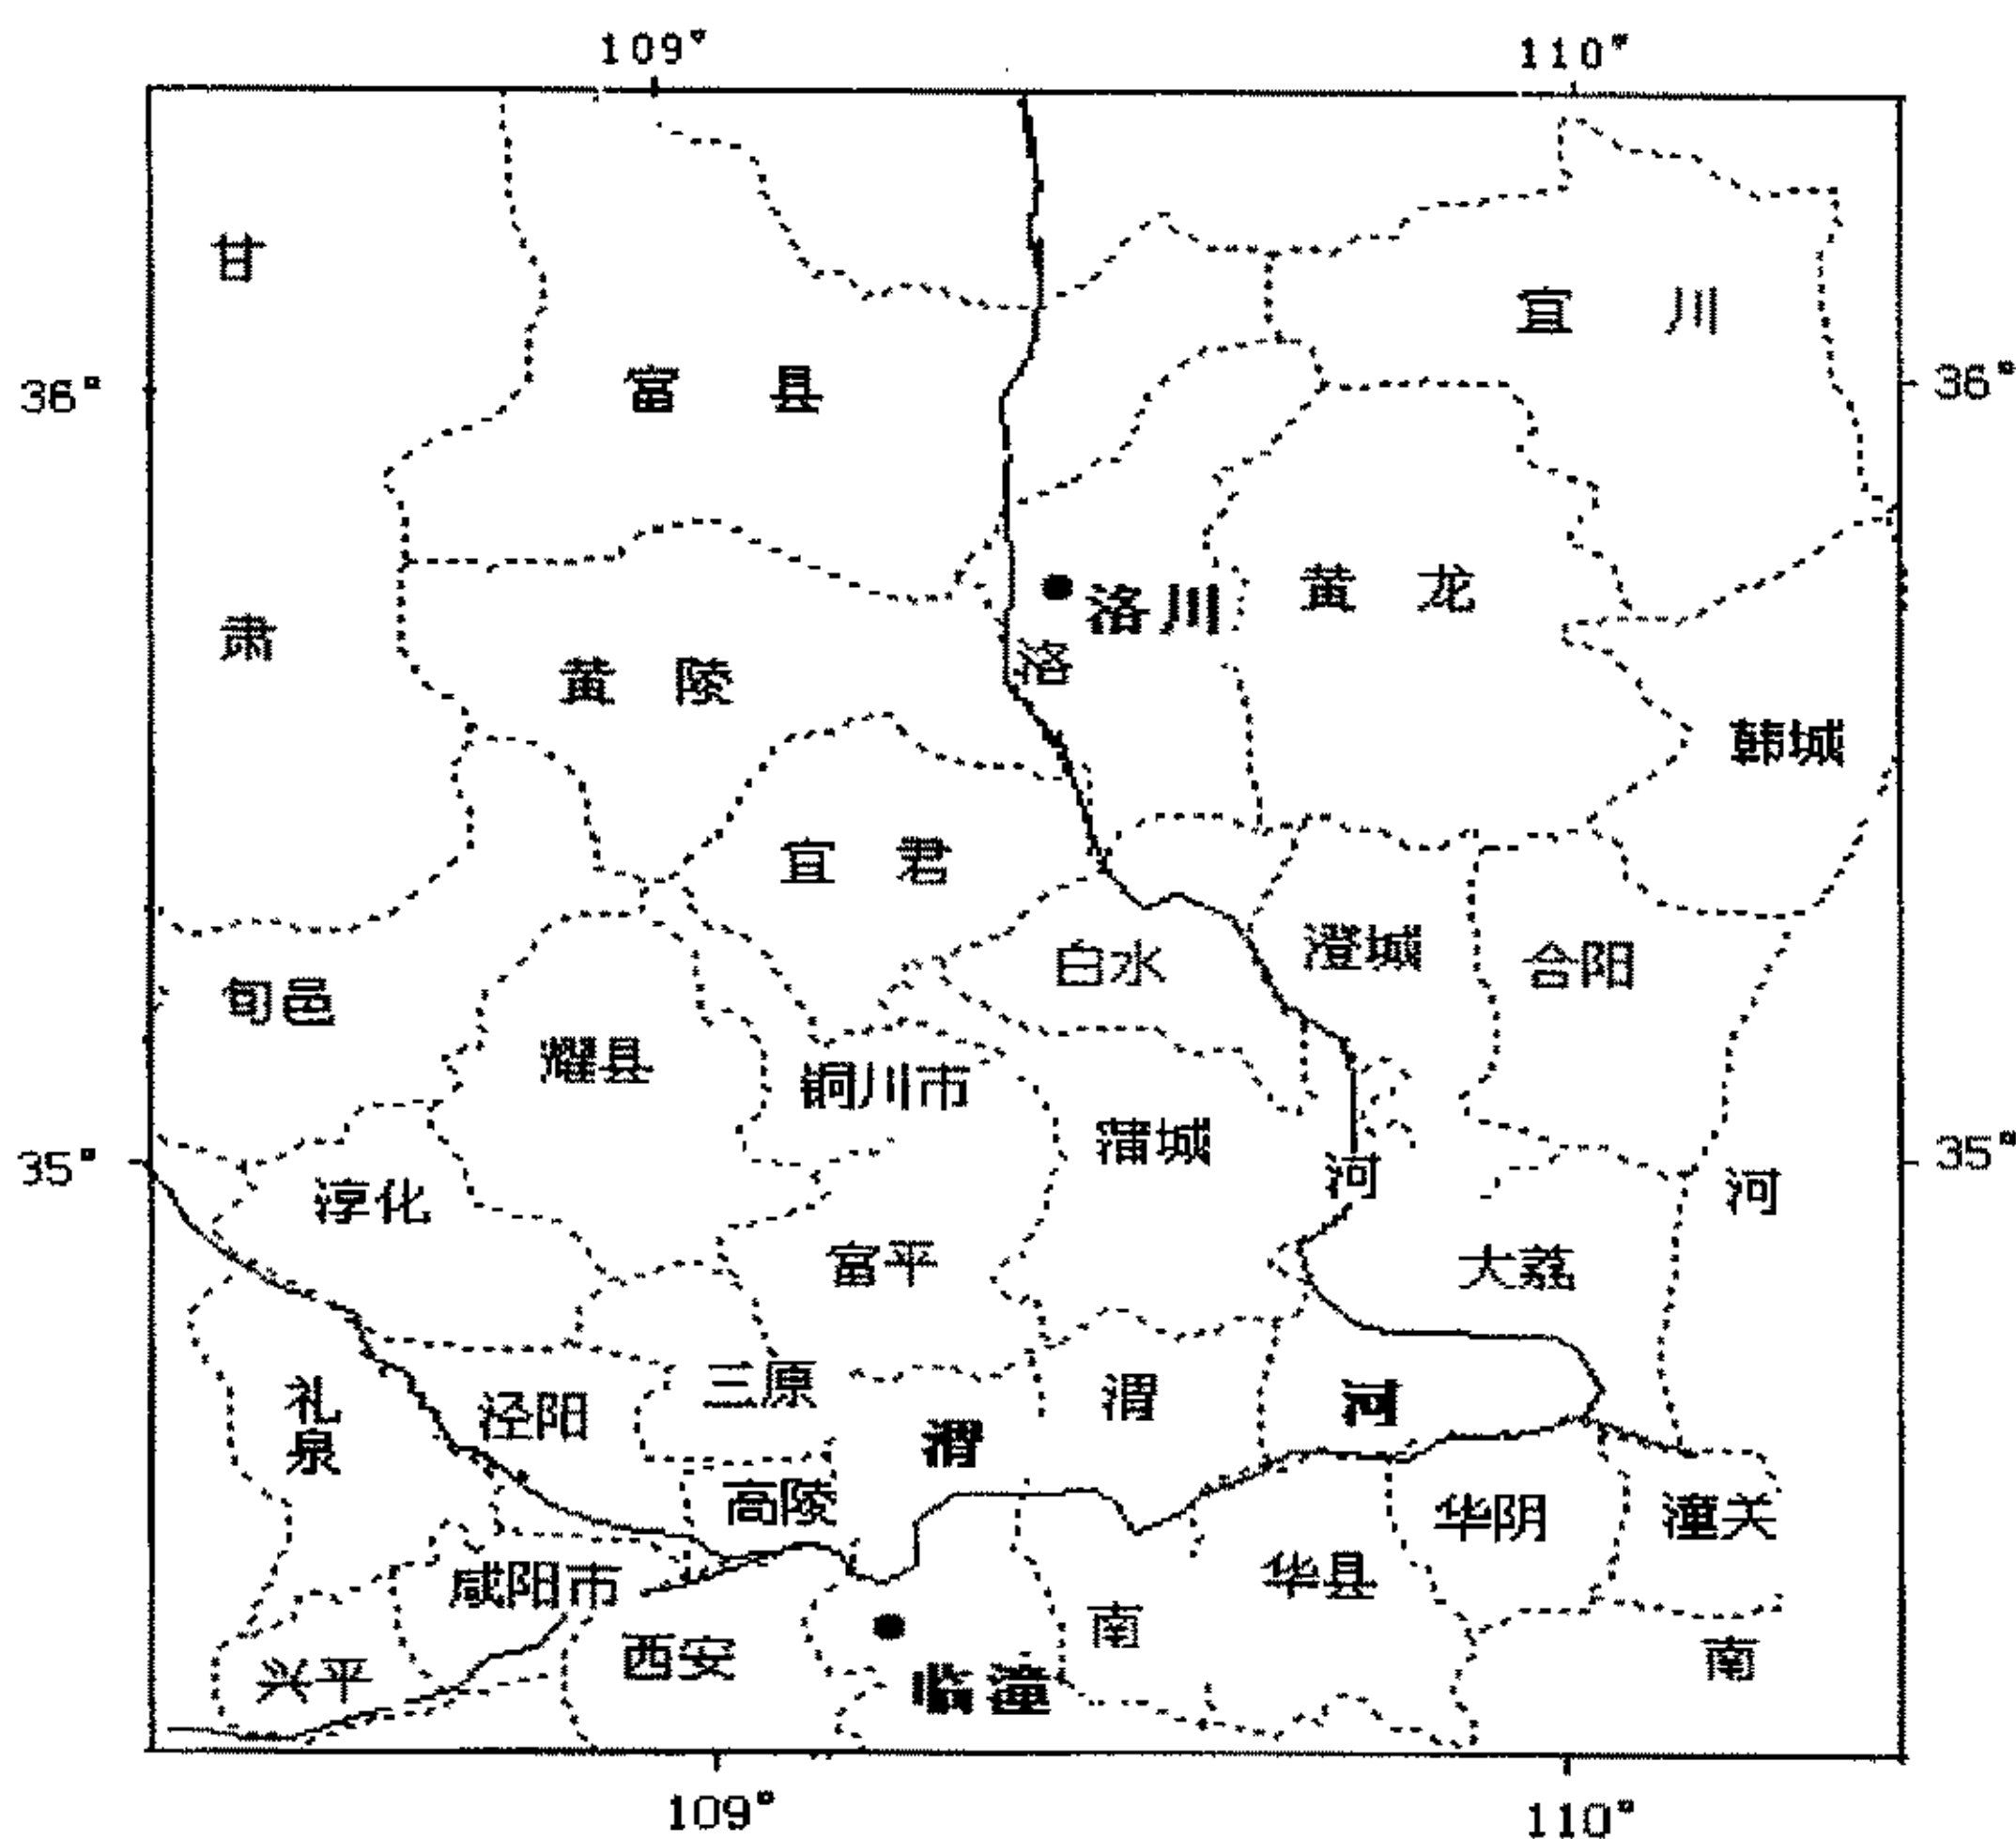 109° 110°
甘
宜 川
36° 富 县 36°
黄 龙
洛川
肃
洛
黄 陵
韩城
宜 君
澄城
白水 合阳
旬邑
耀县
铜川市
蒲城
35° 河 河 35°
淳化
富平 大荔
三原
礼泉 泾阳 渭 河
渭
高陵 华阴 潼关
咸阳市 华县
南
西安 南
兴平
临潼
109° 110°